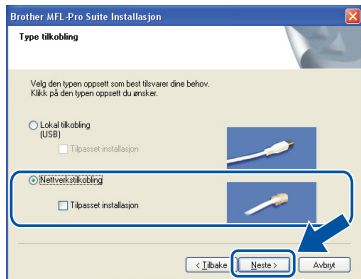 Brother MFL-Pro Suite Installasjon
Type tilkobling
Velg den typen oppsett som best tilsvarer dine behov.
Klikk på den typen oppsett du ønsker.
Lokal tilkobling
(USB)
Tilpasset installasjon
Nettverkstilkobling
Tilpasset installasjon
< Tilbake
Neste >
Avbryt